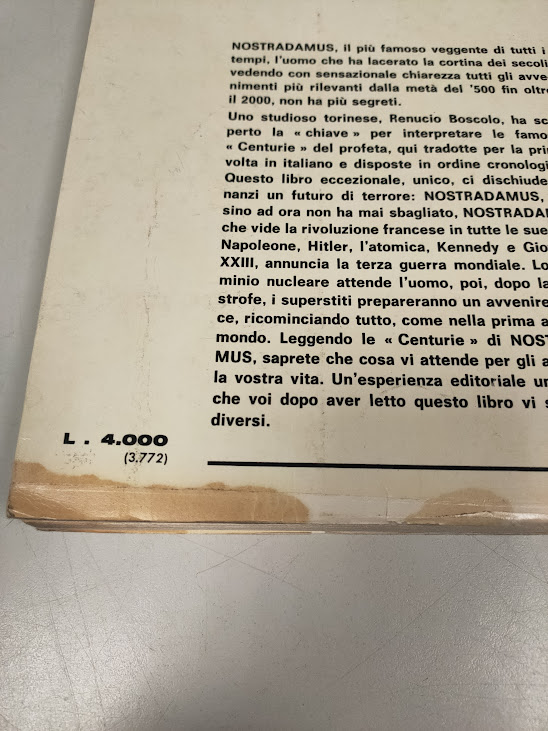 NOSTRADAMUS, il più famoso veggente di tutti i
tempi, l'uomo che ha lacerato la cortina dei secoli
vedendo con sensazionale chiarezza tutti gli avve-
nimenti più rilevanti dalla metà del '500 fin oltre
il 2000, non ha più segreti.
Uno studioso torinese, Renucio Boscolo, ha sc
perto la « chiave » per interpretare le famo
« Centurie » del profeta, qui tradotte per la pri
volta in italiano e disposte in ordine cronologi
Questo libro eccezionale, unico, ci dischiude
nanzi un futuro di terrore: NOSTRADAMUS,
sino ad ora non ha mai sbagliato, NOSTRADAM
che vide la rivoluzione francese in tutte le sue
Napoleone, Hitler, l'atomica, Kennedy e Gio
XXIII, annuncia la terza guerra mondiale. Lo
minio nucleare attende l'uomo, poi, dopo la
strofe, i superstiti prepareranno un avvenire
ce, ricominciando tutto, come nella prima a
mondo. Leggendo le « Centurie » di NOST
MUS, saprete che cosa vi attende per gli a
la vostra vita. Un'esperienza editoriale un
che voi dopo aver letto questo libro vi s
diversi.
L . 4.000
(3.772)